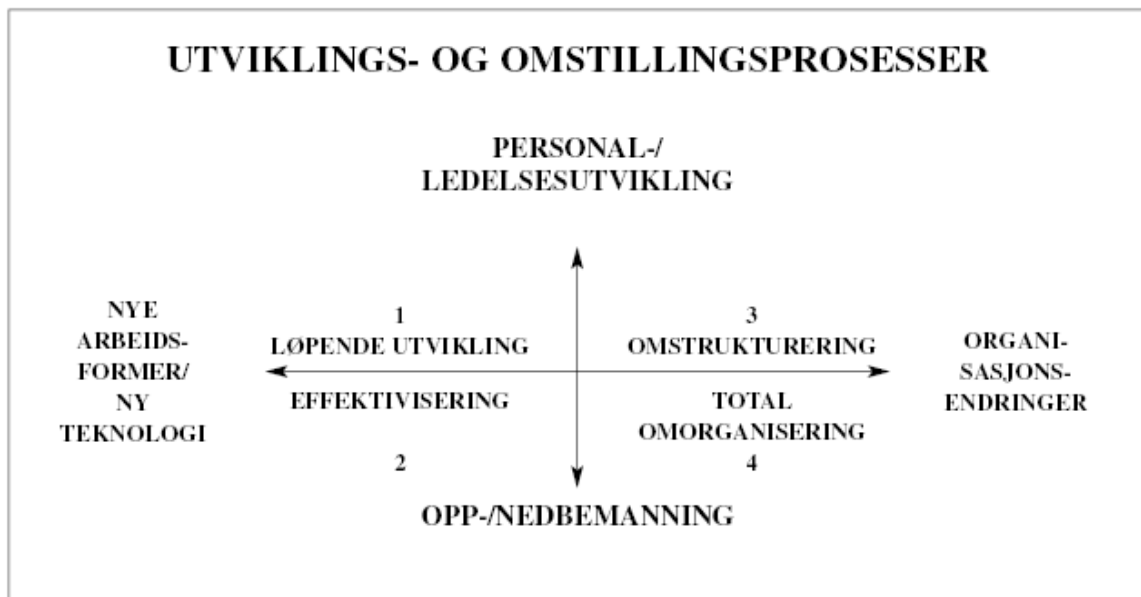 UTVIKLINGS- OG OMSTILLINGSPROSESSER
PERSONAL-/
LEDELSESUTVIKLING
NYE
ARBEIDS-
FORMER/
NY
TEKNOLOGI
1
LØPENDE UTVIKLING
3
OMSTRUKTURERING
ORGANI-
SASJONS-
ENDRINGER
EFFEKTIVISERING
2
TOTAL
OMORGANISERING
4
OPP-/NEDBEMANNING